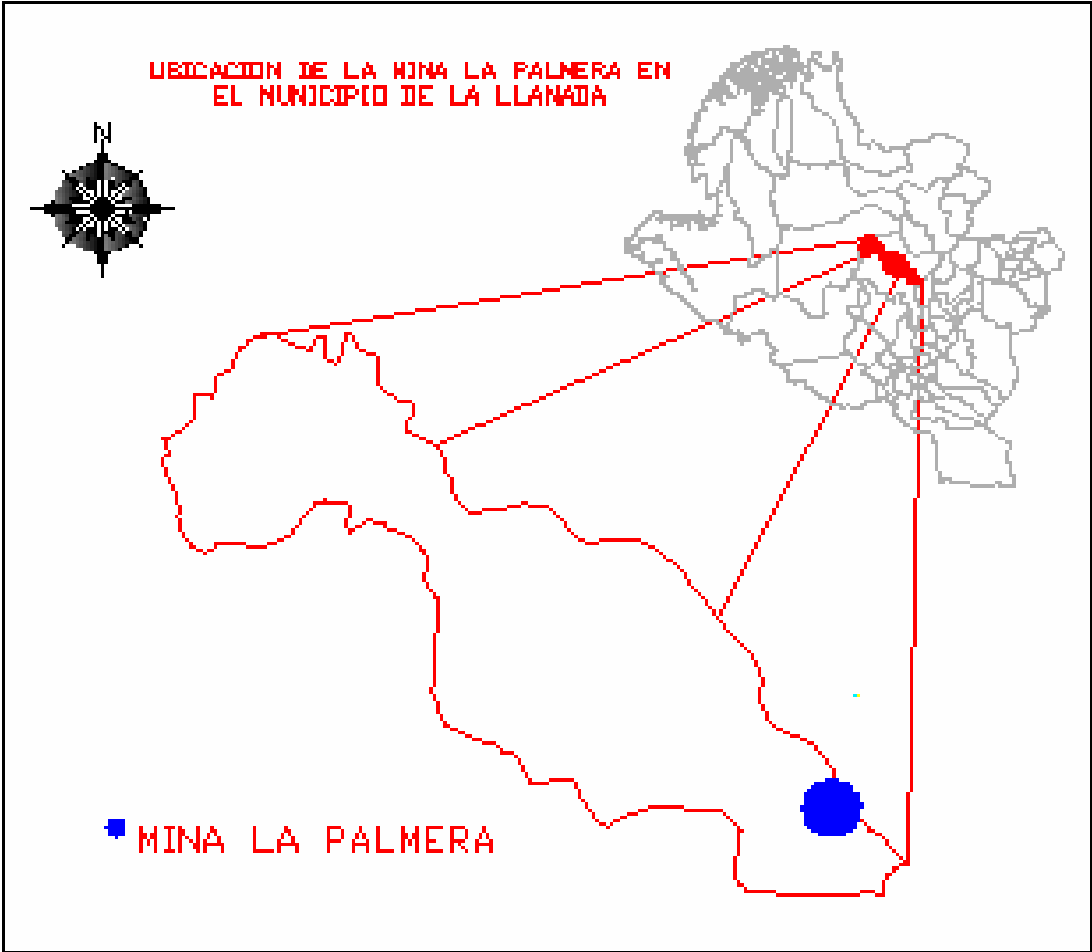 UBICACION DE LA MINA LA PALMERA EN
EL MUNICIPIO DE LA LLANADA
N
MINA LA PALMERA